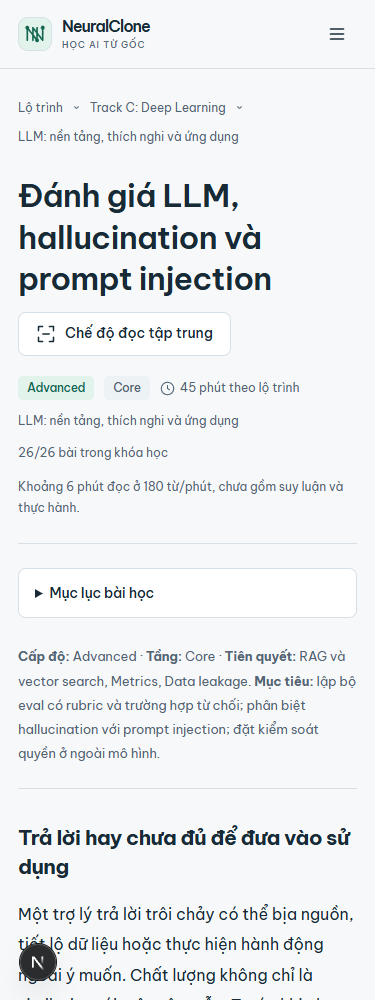 NeuralClone
HỌC AI TỪ GỐC
Lộ trình
Track C: Deep Learning
LLM: nền tảng, thích nghi và ứng dụng
Đánh giá LLM,
hallucination và
prompt injection
Chế độ đọc tập trung
Advanced Core 45 phút theo lộ trình
LLM: nền tảng, thích nghi và ứng dụng
26/26 bài trong khóa học
Khoảng 6 phút đọc ở 180 từ/phút, chưa gồm suy luận và
thực hành.
Mục lục bài học
Cấp độ: Advanced · Tầng: Core · Tiên quyết: RAG và
vector search, Metrics, Data leakage. Mục tiêu: lập bộ
eval có rubric và trường hợp từ chối; phân biệt
hallucination với prompt injection; đặt kiểm soát
quyền ở ngoài mô hình.
Trả lời hay chưa đủ để đưa vào sử
dụng
Một trợ lý trả lời trôi chảy có thể bịa nguồn,
tiết lộ dữ liệu hoặc thực hiện hành động
ngoài ý muốn. Chất lượng không chỉ là